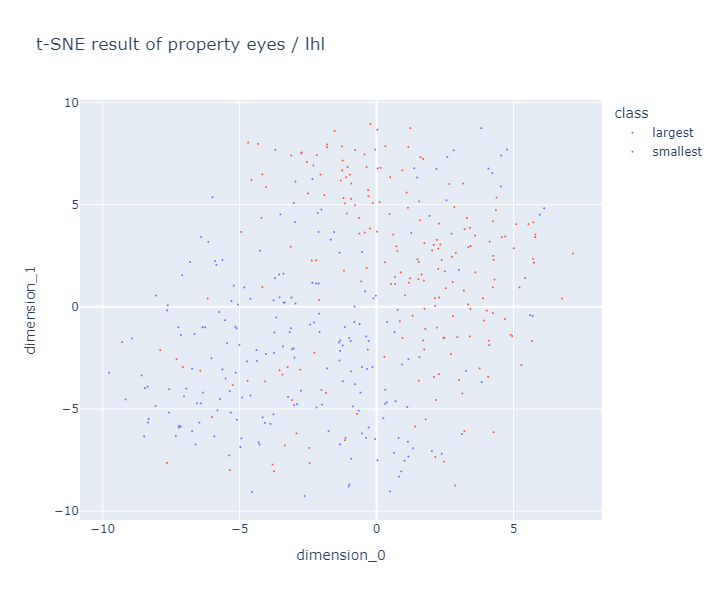 t-SNE result of property eyes / lhl
class
largest
smallest
10
5
0
−5
−10
dimension_1
−10
−5
0
5
dimension_0